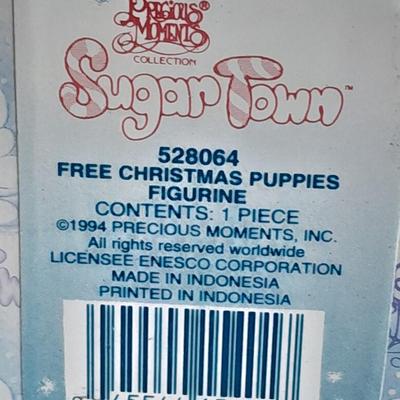 PRECIOUS®
MOMENTS
COLLECTION
Sugar Town™
528064
FREE CHRISTMAS PUPPIES
FIGURINE
CONTENTS: 1 PIECE
©1994 PRECIOUS MOMENTS, INC.
All rights reserved worldwide
LICENSEE ENESCO CORPORATION
MADE IN INDONESIA
PRINTED IN INDONESIA